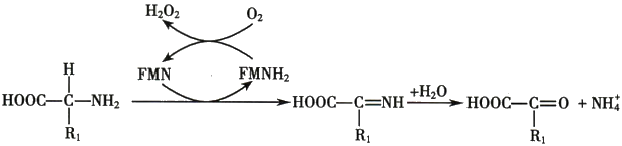 H₂O₂ O₂
H
FMN FMNH₂
HOOC—C—NH₂ HOOC—C=NH +H₂O HOOC—C=O + NH₄⁺
R₁ R₁ R₁